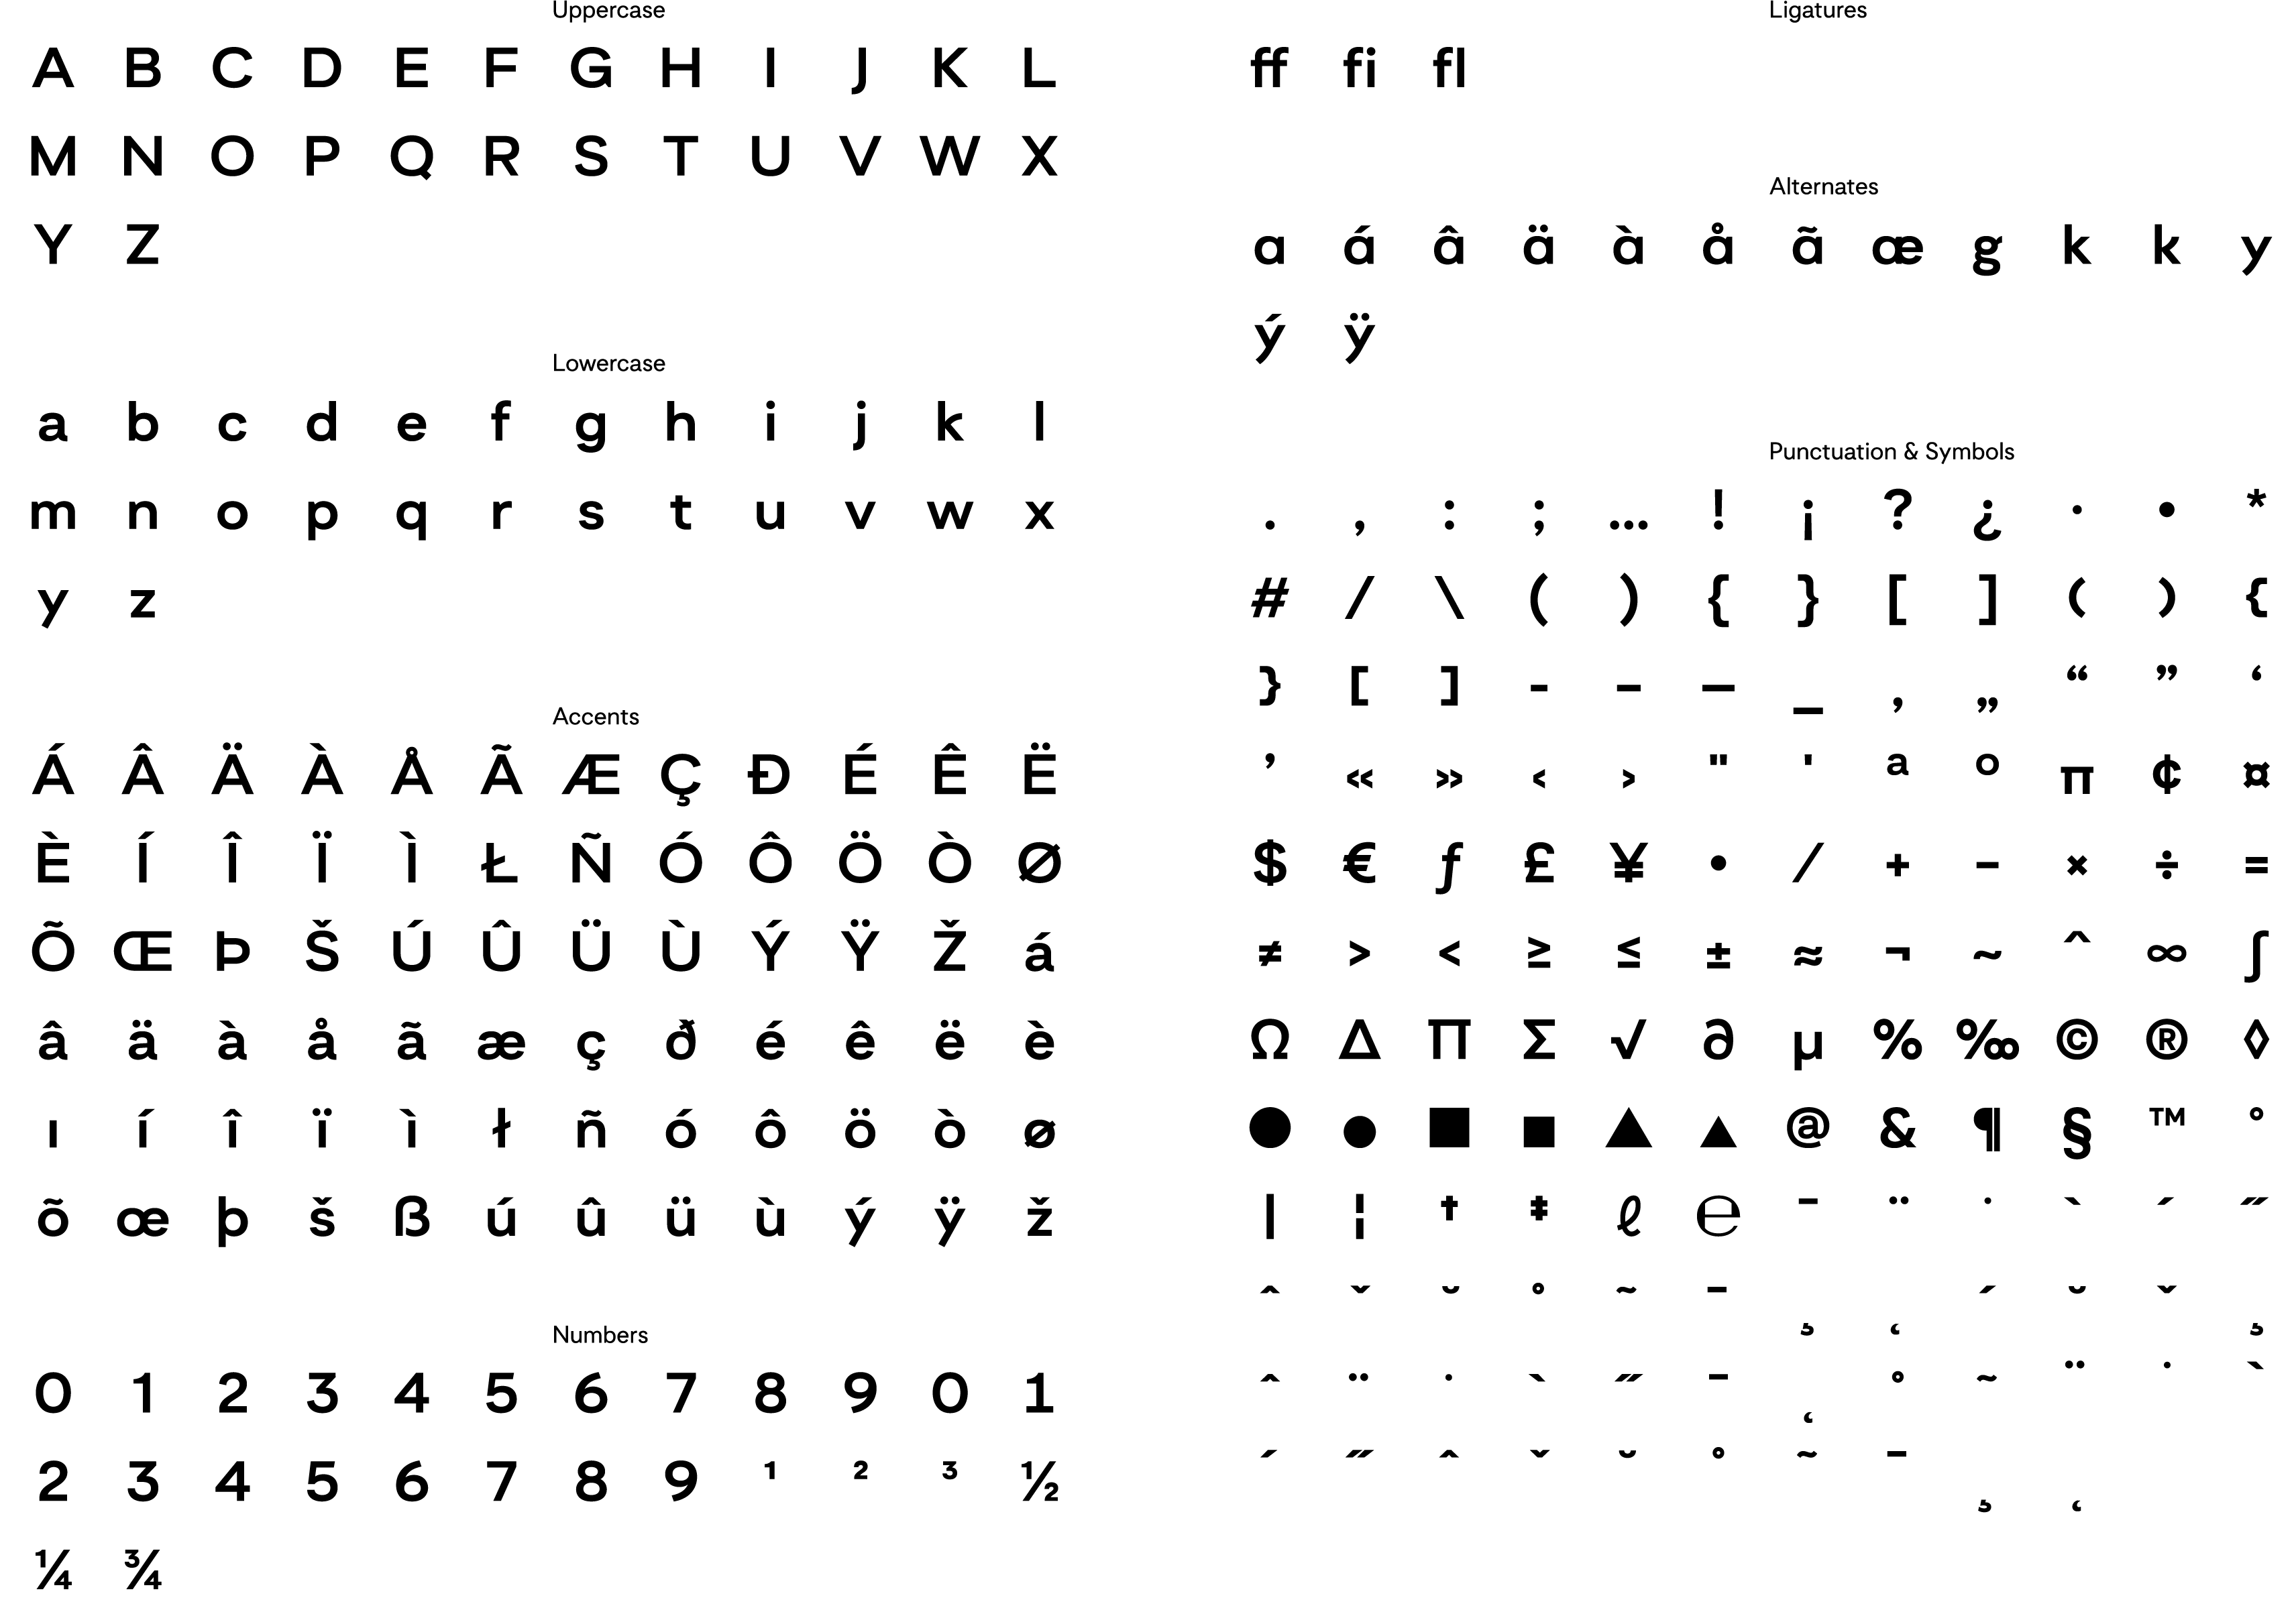 Uppercase
A B C D E F G H I J K L
M N O P Q R S T U V W X
Y Z
Lowercase
a b c d e f g h i j k l
m n o p q r s t u v w x
y z
Accents
Á Â Ä À Å Ã Æ Ç Ð É Ê Ë
È Í Î Ï Ì Ł Ñ Ó Ô Ö Ò Ø
Õ Œ Þ Š Ú Û Ü Ù Ý Ÿ Ž á
â ä à å ã æ ç ð é ê ë è
ı í î ï ì ł ñ ó ô ö ò ø
õ œ þ š ß ú û ü ù ý ÿ ž
Numbers
0 1 2 3 4 5 6 7 8 9 0 1
2 3 4 5 6 7 8 9 ¹ ² ³ ½
¼ ¾
Ligatures
ff fi fl
Alternates
a á â ä à å ã æ g k k y
ý ÿ
Punctuation & Symbols
. , : ; … ! ¡ ? ¿ · • *
# / \ ( ) { } [ ] ( ) {
} [ ] - – — _ ‚ „ “ ” ‘
’ « » ‹ › " ' ª º π ¢ ¤
$ € ƒ £ ¥ • ⁄ + − × ÷ =
≠ > < ≥ ≤ ± ≈ ¬ ~ ^ ∞ ∫
Ω ∆ ∏ ∑ √ ∂ µ % ‰ © ® ◊
● ● ■ ■ ▲ ▲ @ & ¶ § ™ °
| ¦ † ‡ ℓ ℮ ¯ ¨ ˙ ` ´ ˝
ˆ ˇ ˘ ˚ ˜ ¯ ¸ ˛ ´ ˘ ˇ ¸
ˆ ¨ ˙ ` ˝ ¯ ˛ ˚ ˜ ¨ ˙ `
´ ˝ ˆ ˇ ˘ ˚ ˜ ¯ ¸ ˛